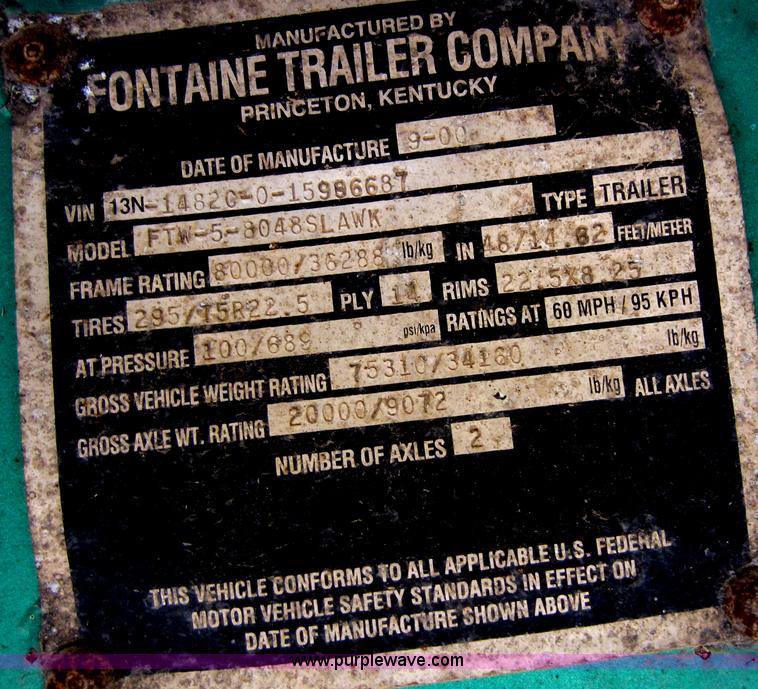 MANUFACTURED BY
FONTAINE TRAILER COMPANY
PRINCETON, KENTUCKY
DATE OF MANUFACTURE 9-00
VIN 13N-14820-0-15996687
MODEL FTW-5-8048SLAWK TYPE TRAILER
FRAME RATING 80000/36288 lb/kg IN 48/14.62 FEET/METER
TIRES 295/75R22.5 PLY RIMS 22.5X8.25
AT PRESSURE 100/689 psi/kpa RATINGS AT 60 MPH / 95 KPH
GROSS VEHICLE WEIGHT RATING 75310/34160 lb/kg
GROSS AXLE WT. RATING 20000/9072 lb/kg ALL AXLES
NUMBER OF AXLES 2
THIS VEHICLE CONFORMS TO ALL APPLICABLE U.S. FEDERAL
MOTOR VEHICLE SAFETY STANDARDS IN EFFECT ON
DATE OF MANUFACTURE SHOWN ABOVE
www.purplewave.com